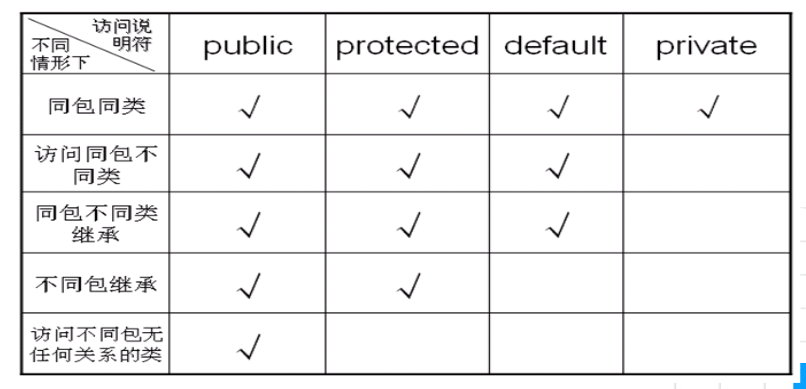 访问说明符
不同情形下
public protected default private
同包同类 √ √ √ √
访问同包不
同类 √ √ √
同包不同类
继承 √ √ √
不同包继承 √ √
访问不同包无
任何关系的类 √